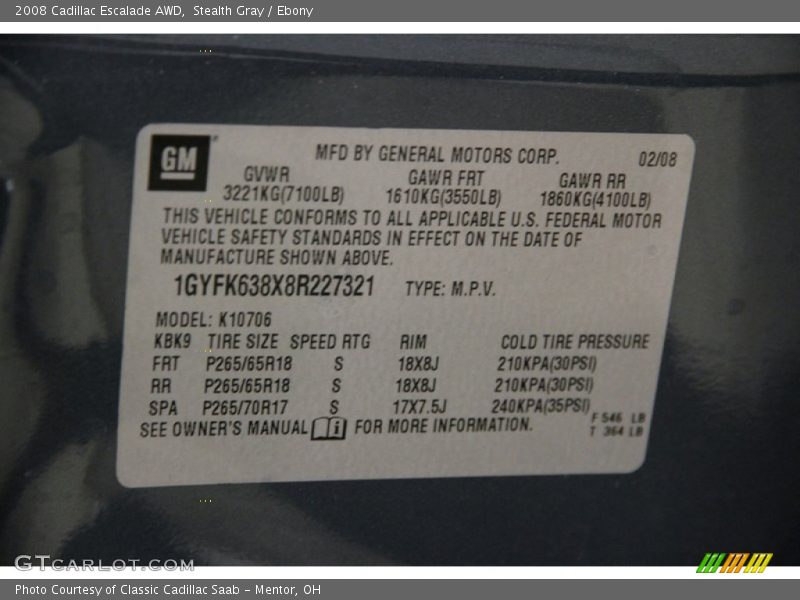 2008 Cadillac Escalade AWD, Stealth Gray / Ebony
GM MFD BY GENERAL MOTORS CORP. 02/08
GVWR GAWR FRT GAWR RR
3221KG(7100LB) 1610KG(3550LB) 1860KG(4100LB)
THIS VEHICLE CONFORMS TO ALL APPLICABLE U.S. FEDERAL MOTOR
VEHICLE SAFETY STANDARDS IN EFFECT ON THE DATE OF
MANUFACTURE SHOWN ABOVE.
1GYFK638X8R227321 TYPE: M.P.V.
MODEL: K10706
KBK9 TIRE SIZE SPEED RTG RIM COLD TIRE PRESSURE
FRT P265/65R18 S 18X8J 210KPA(30PSI)
RR P265/65R18 S 18X8J 210KPA(30PSI)
SPA P265/70R17 S 17X7.5J 240KPA(35PSI)
F 546 LB
SEE OWNER'S MANUAL i FOR MORE INFORMATION.
T 364 LB
GTCARLOT.COM
Photo Courtesy of Classic Cadillac Saab - Mentor, OH